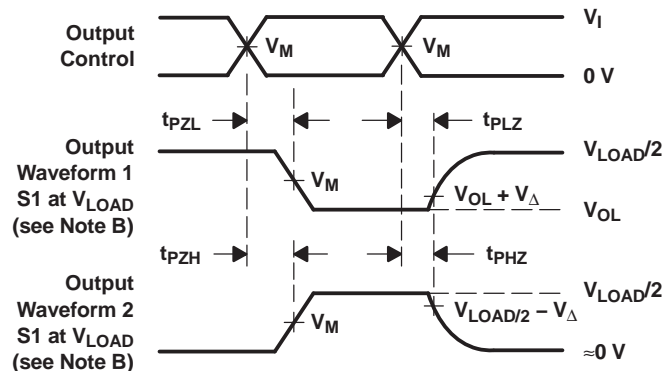 Output
Control
V_I
V_M
V_M
0 V
t_PZL
t_PLZ
Output
Waveform 1
S1 at V_LOAD
(see Note B)
V_LOAD/2
V_M
V_OL + V_Δ
V_OL
t_PZH
t_PHZ
Output
Waveform 2
S1 at V_LOAD
(see Note B)
V_LOAD/2
V_M
V_LOAD/2 − V_Δ
≈0 V